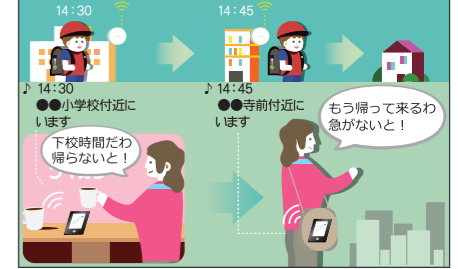 14:30
14:45
♪ 14:30
●●小学校付近に
います
♪ 14:45
●●寺前付近に
います
下校時間だわ
帰らないと！
もう帰って来るわ
急がないと！